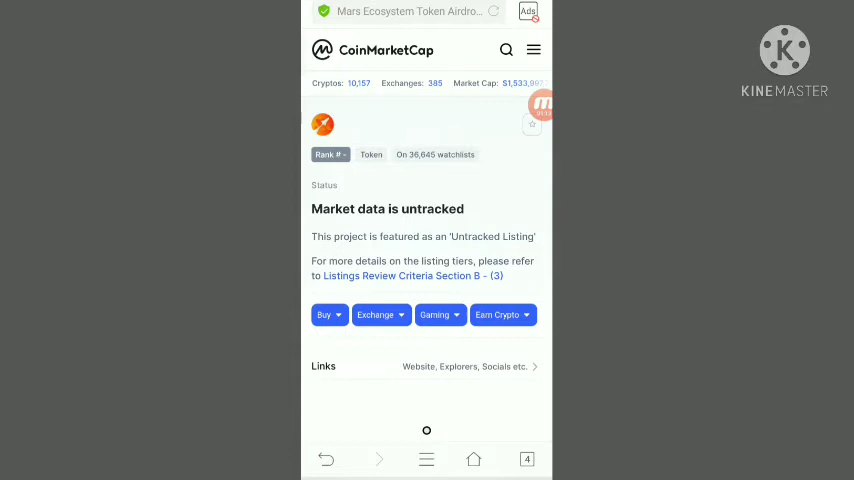 Mars Ecosystem Token Airdro...
Ads
CoinMarketCap
Cryptos: 10,157 Exchanges: 385 Market Cap: $1,533,997,
Rank # - Token On 36,645 watchlists
Status
Market data is untracked
This project is featured as an 'Untracked Listing'
For more details on the listing tiers, please refer
to Listings Review Criteria Section B - (3)
Buy Exchange Gaming Earn Crypto
Links Website, Explorers, Socials etc.
4
K
KINEMASTER